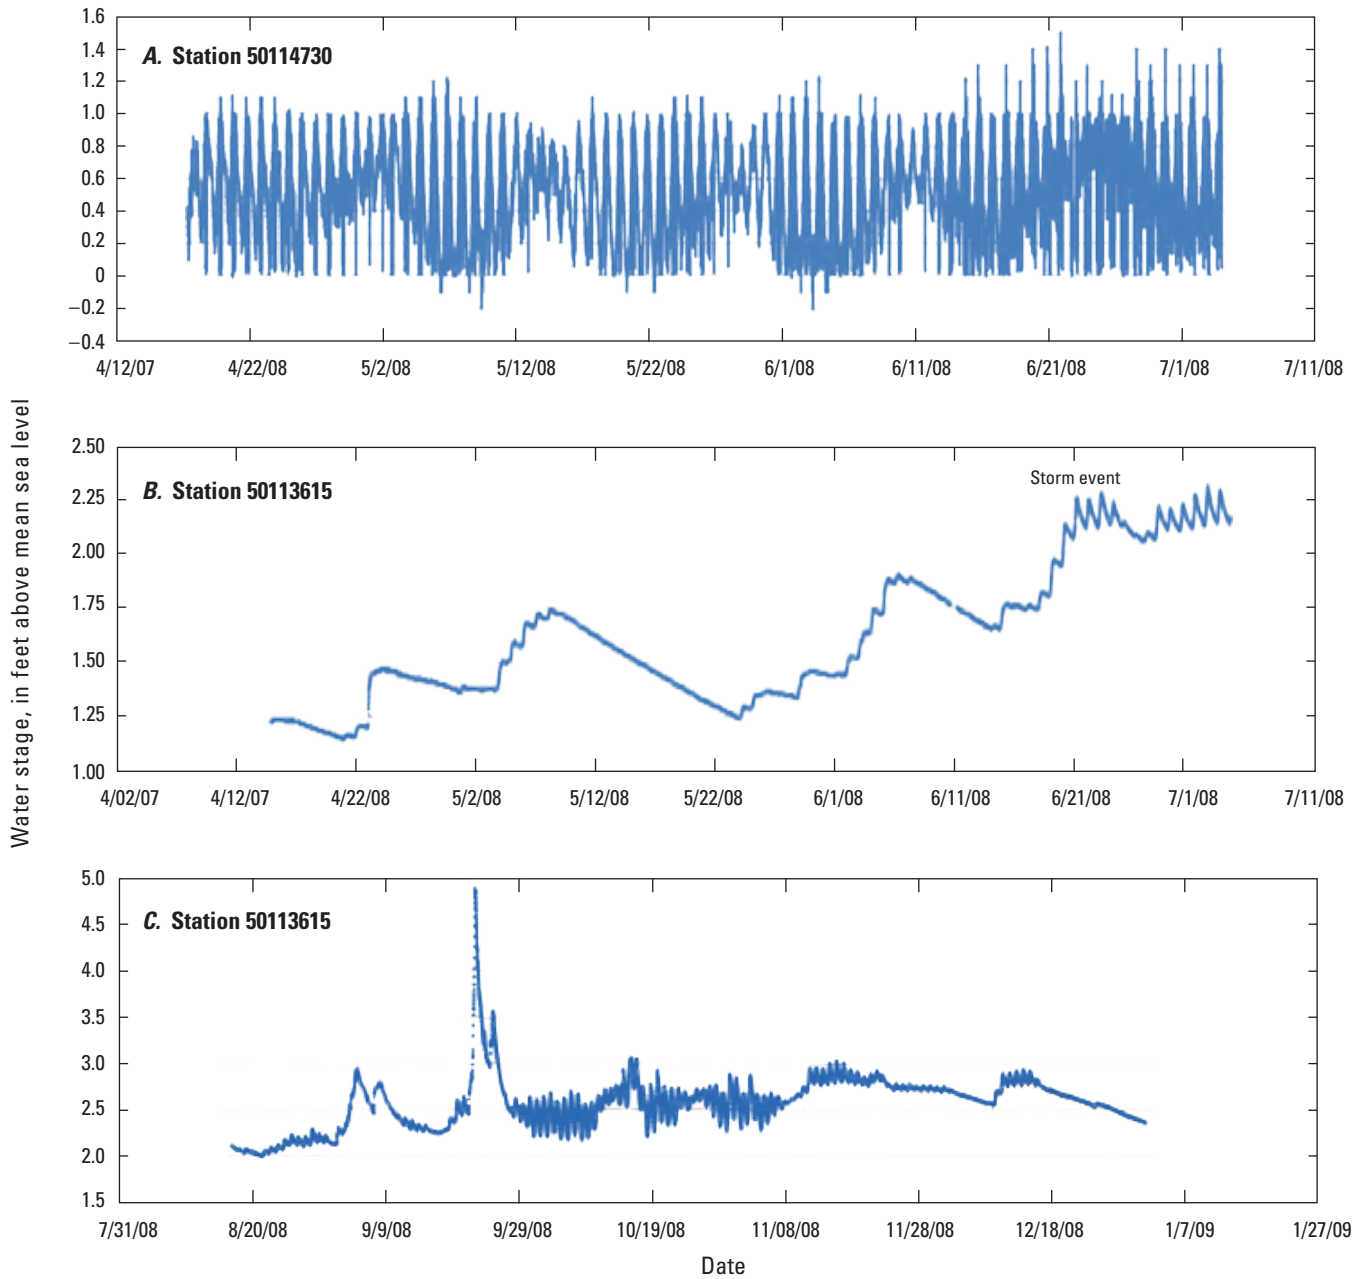 Water stage, in feet above mean sea level
A. Station 50114730
1.6
1.4
1.2
1.0
0.8
0.6
0.4
0.2
0
−0.2
−0.4
4/12/07 4/22/08 5/2/08 5/12/08 5/22/08 6/1/08 6/11/08 6/21/08 7/1/08 7/11/08
B. Station 50113615
Storm event
2.50
2.25
2.00
1.75
1.50
1.25
1.00
4/02/07 4/12/07 4/22/08 5/2/08 5/12/08 5/22/08 6/1/08 6/11/08 6/21/08 7/1/08 7/11/08
C. Station 50113615
5.0
4.5
4.0
3.5
3.0
2.5
2.0
1.5
7/31/08 8/20/08 9/9/08 9/29/08 10/19/08 11/08/08 11/28/08 12/18/08 1/7/09 1/27/09
Date